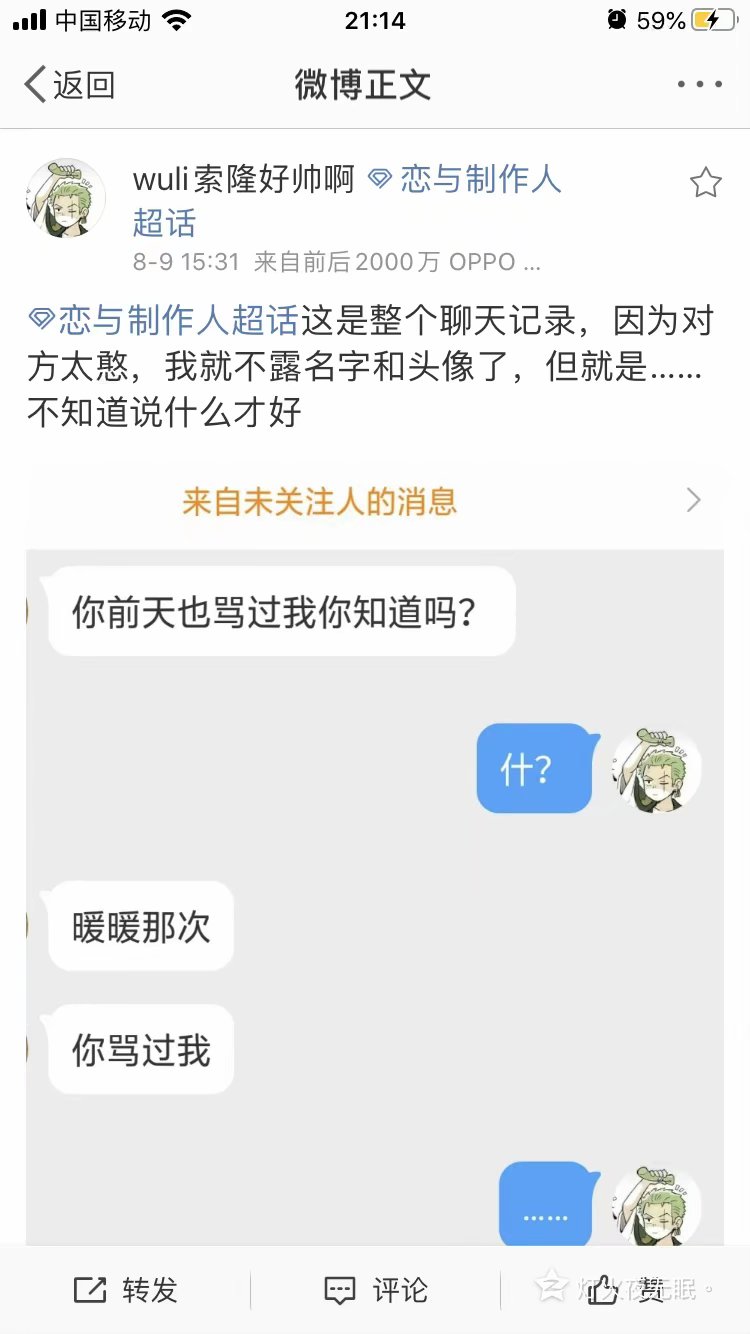 中国移动 21:14 59%
返回 微博正文
wuli索隆好帅啊 恋与制作人
超话
8-9 15:31 来自前后2000万 OPPO ...
恋与制作人超话这是整个聊天记录，因为对
方太憨，我就不露名字和头像了，但就是……
不知道说什么才好
来自未关注人的消息
你前天也骂过我你知道吗？
什？
暖暖那次
你骂过我
……
转发 评论 赞
灯火夜无眠。